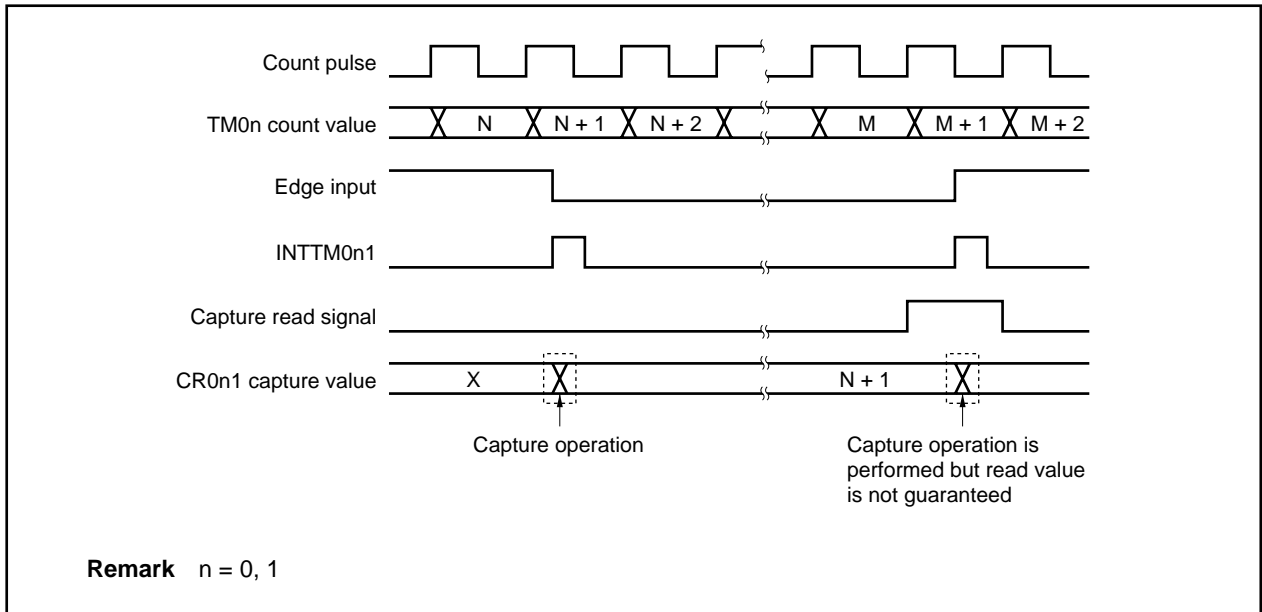 Count pulse
TM0n count value
N
N + 1
N + 2
M
M + 1
M + 2
Edge input
INTTM0n1
Capture read signal
CR0n1 capture value
X
N + 1
Capture operation
Capture operation is
performed but read value
is not guaranteed
Remark n = 0, 1